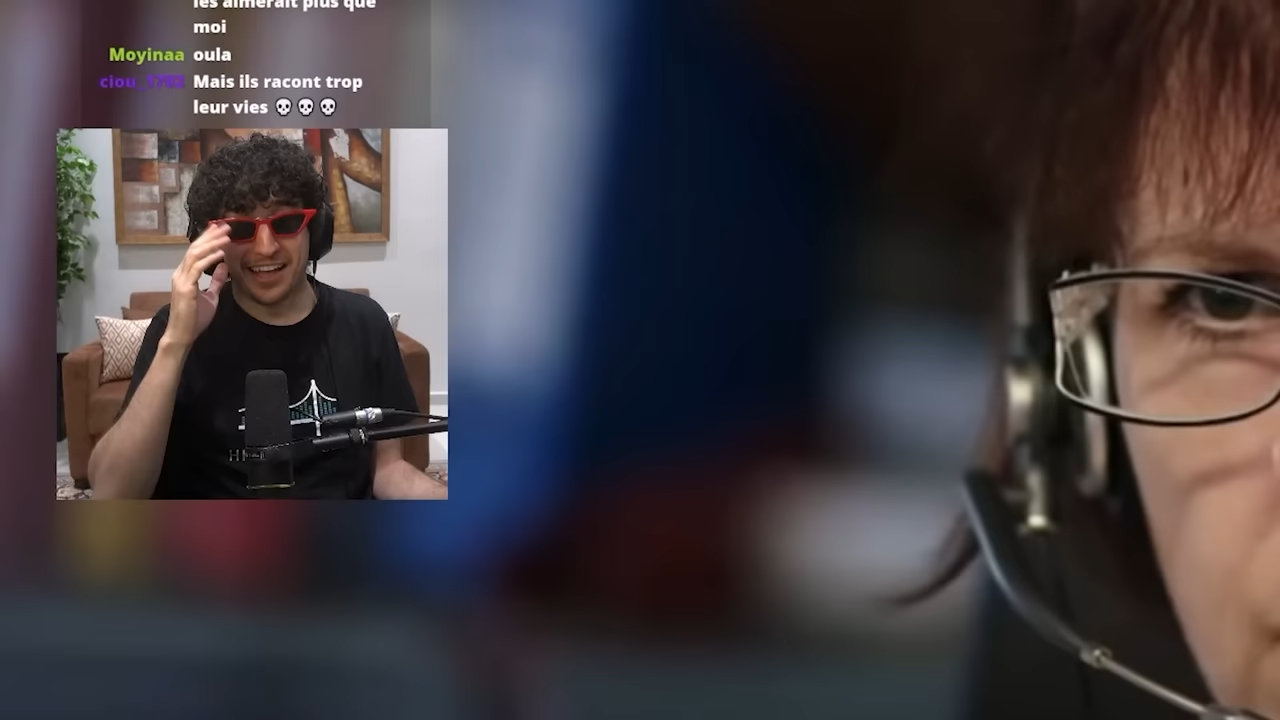 les aimerait plus que
moi
Moyinaa oula
Mais ils racont trop
leur vies 💀💀💀